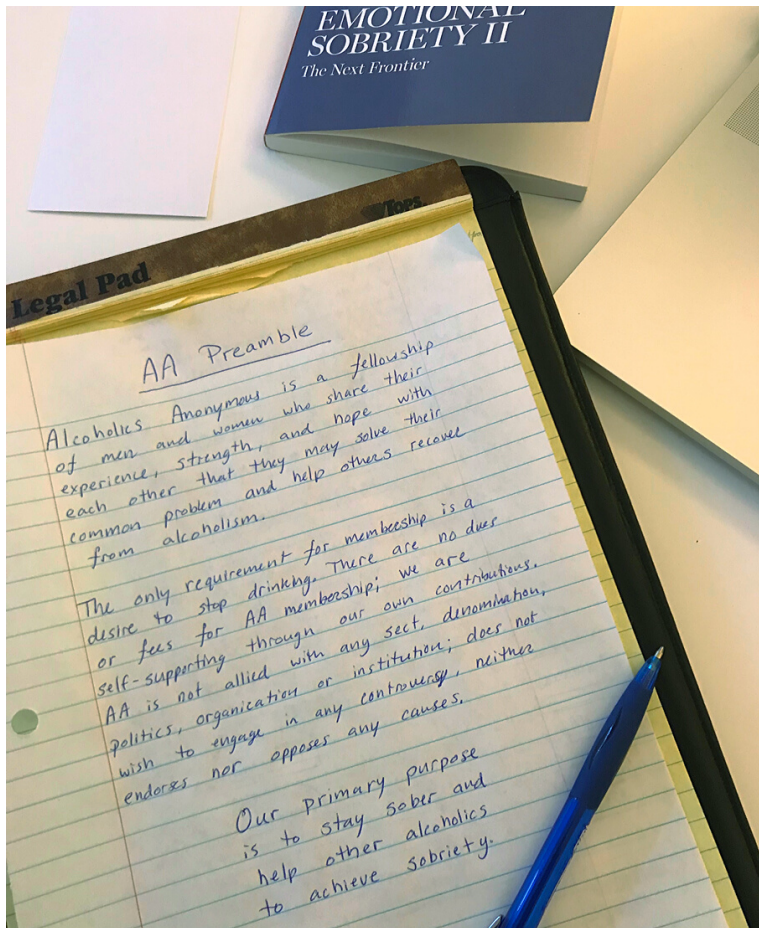 EMOTIONAL
SOBRIETY II
The Next Frontier
Tops
Legal Pad
AA Preamble
Alcoholics Anonymous is a fellowship
of men and women who share their
experience, strength, and hope with
each other that they may solve their
common problem and help others recover
from alcoholism.
The only requirement for membership is a
desire to stop drinking. There are no dues
or fees for AA membership; we are
self-supporting through our own contributions.
AA is not allied with any sect, denomination,
politics, organization or institution; does not
wish to engage in any controversy, neither
endorses nor opposes any causes.
Our primary purpose
is to stay sober and
help other alcoholics
to achieve sobriety.